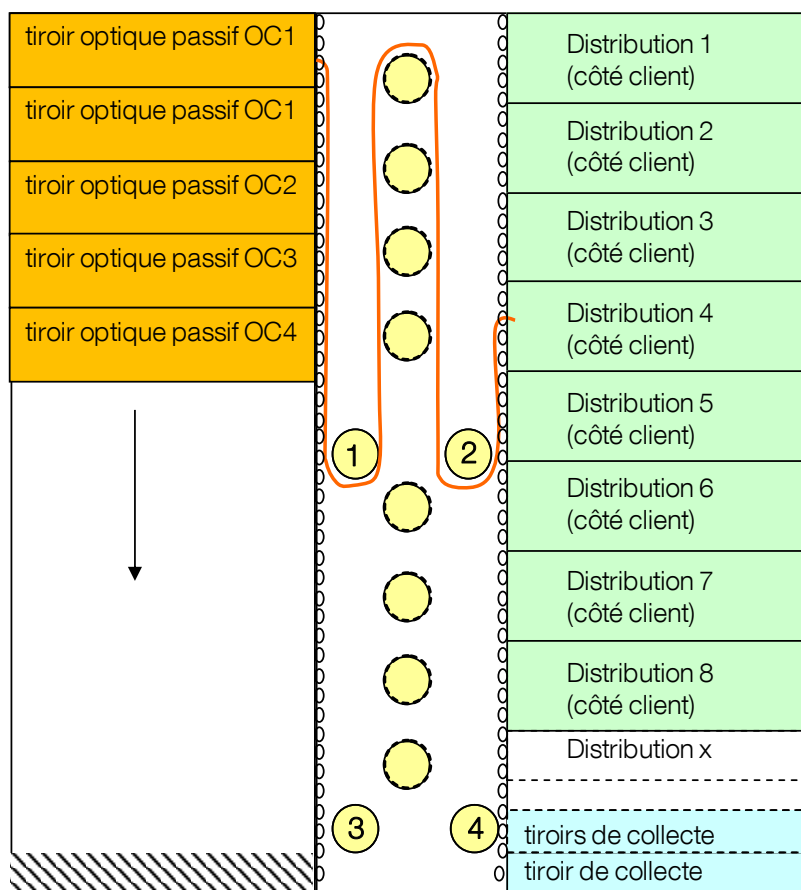 tiroir optique passif OC1
tiroir optique passif OC1
tiroir optique passif OC2
tiroir optique passif OC3
tiroir optique passif OC4
1
2
3
4
Distribution 1
(côté client)
Distribution 2
(côté client)
Distribution 3
(côté client)
Distribution 4
(côté client)
Distribution 5
(côté client)
Distribution 6
(côté client)
Distribution 7
(côté client)
Distribution 8
(côté client)
Distribution x
tiroirs de collecte
tiroir de collecte